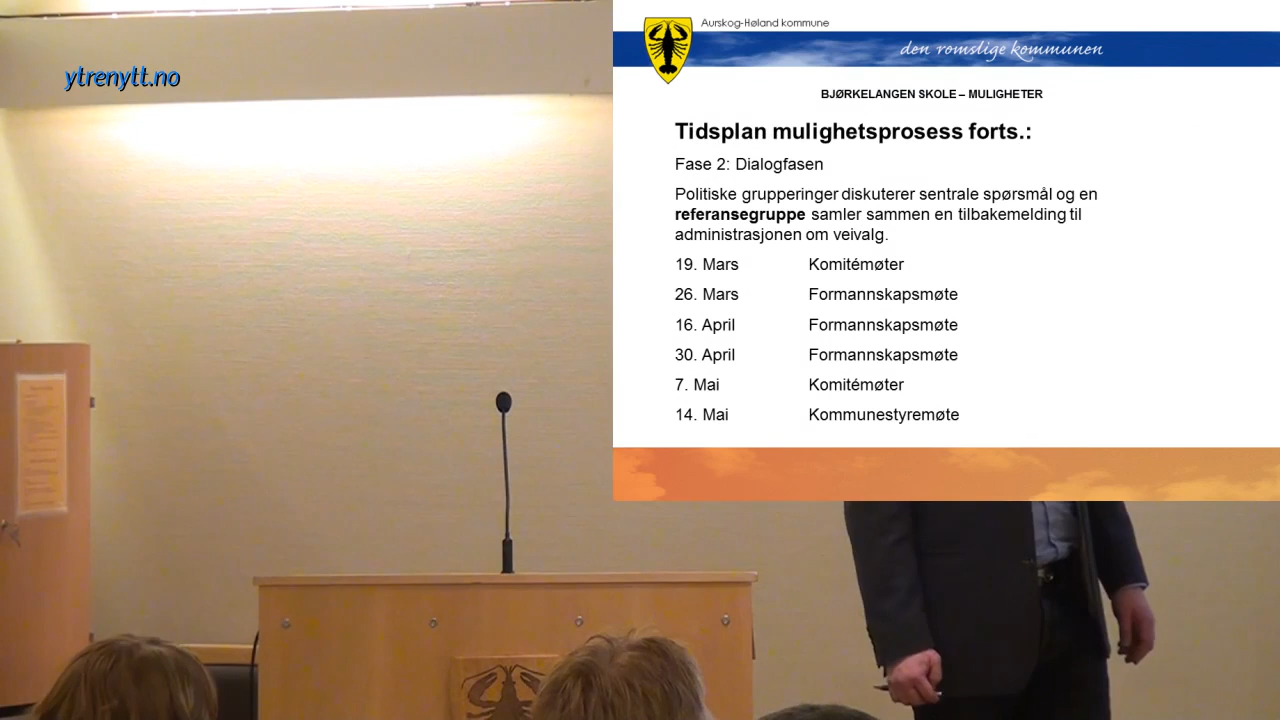 ytrenytt.no
Aurskog-Høland kommune
den romslige kommunen
BJØRKELANGEN SKOLE – MULIGHETER
Tidsplan mulighetsprosess forts.:
Fase 2: Dialogfasen
Politiske grupperinger diskuterer sentrale spørsmål og en
referansegruppe samler sammen en tilbakemelding til
administrasjonen om veivalg.
19. Mars Komitémøter
26. Mars Formannskapsmøte
16. April Formannskapsmøte
30. April Formannskapsmøte
7. Mai Komitémøter
14. Mai Kommunestyremøte